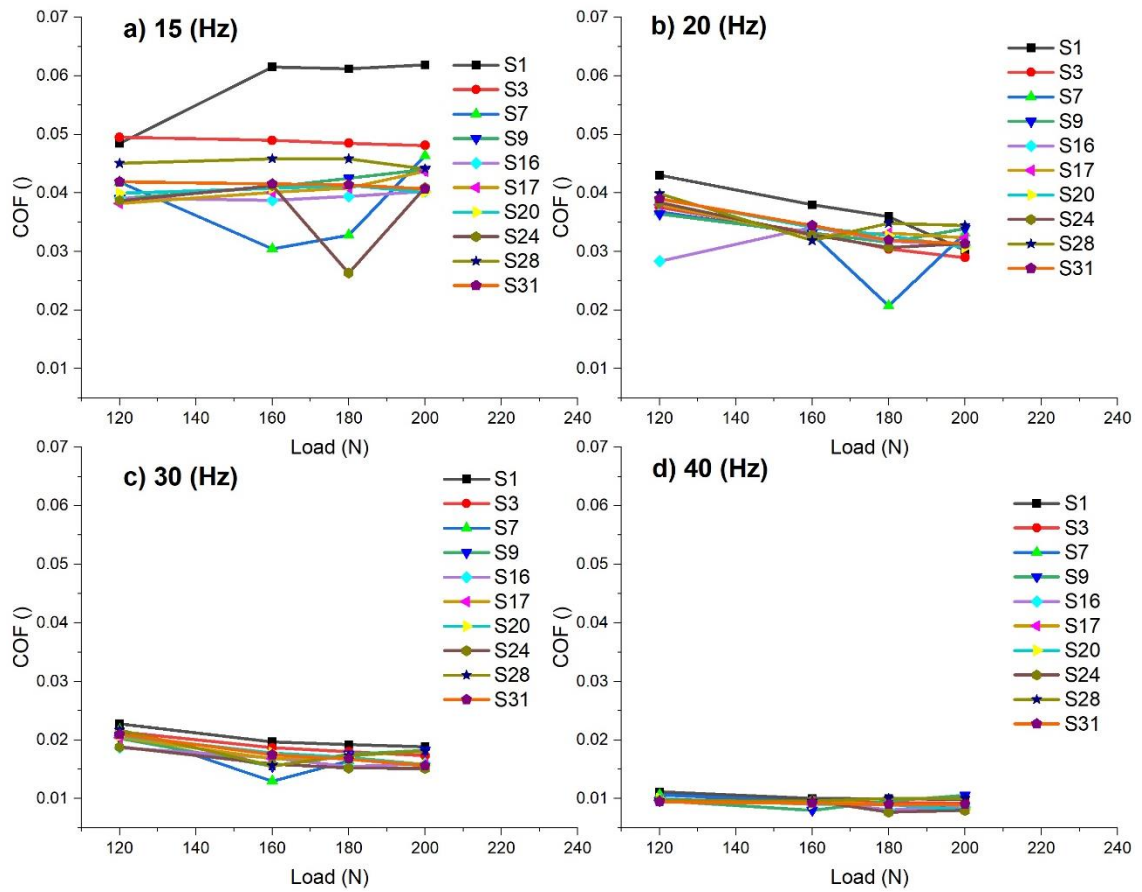 a) 15 (Hz)
COF ()
0.07
0.06
0.05
0.04
0.03
0.02
0.01
120 140 160 180 200 220 240
Load (N)
S1
S3
S7
S9
S16
S17
S20
S24
S28
S31
b) 20 (Hz)
COF ()
0.07
0.06
0.05
0.04
0.03
0.02
0.01
120 140 160 180 200 220 240
Load (N)
S1
S3
S7
S9
S16
S17
S20
S24
S28
S31
c) 30 (Hz)
COF ()
0.07
0.06
0.05
0.04
0.03
0.02
0.01
120 140 160 180 200 220 240
Load (N)
S1
S3
S7
S9
S16
S17
S20
S24
S28
S31
d) 40 (Hz)
COF ()
0.07
0.06
0.05
0.04
0.03
0.02
0.01
120 140 160 180 200 220 240
Load (N)
S1
S3
S7
S9
S16
S17
S20
S24
S28
S31